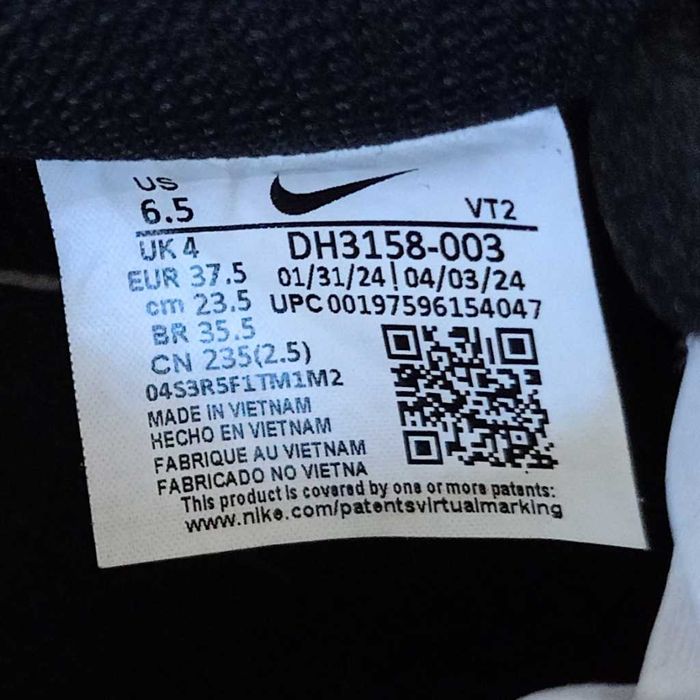 US
6.5 VT2
UK 4 DH3158-003
EUR 37.5 01/31/24 | 04/03/24
cm 23.5 UPC 00197596154047
BR 35.5
CN 235(2.5)
04S3R5F1TM1M2
MADE IN VIETNAM
HECHO EN VIETNAM
FABRIQUE AU VIETNAM
FABRICADO NO VIETNA
This product is covered by one or more patents:
www.nike.com/patentsvirtualmarking